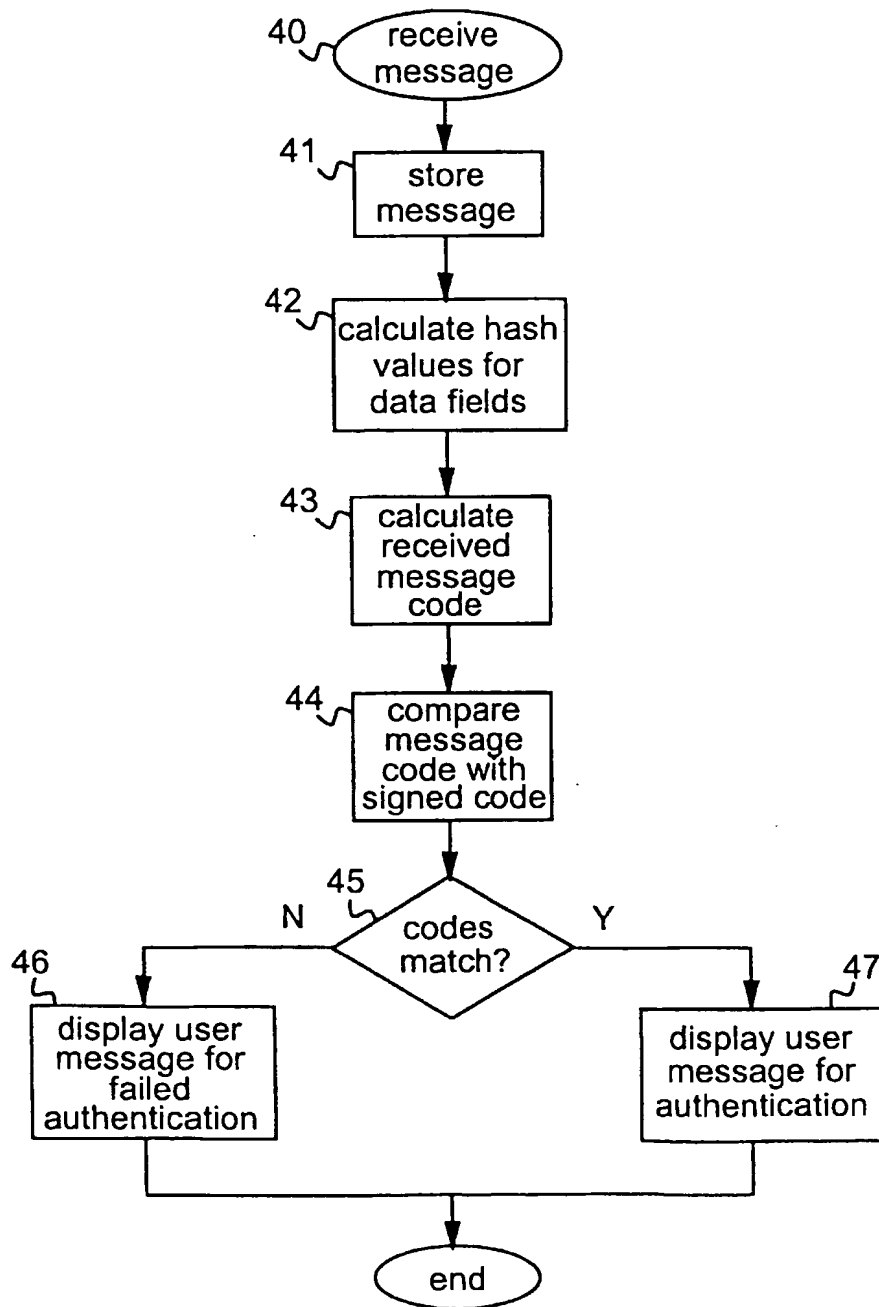 40
receive
message
41
store
message
42
calculate hash
values for
data fields
43
calculate
received
message
code
44
compare
message
code with
signed code
45
N
codes
match?
Y
46
display user
message for
failed
authentication
47
display user
message for
authentication
end